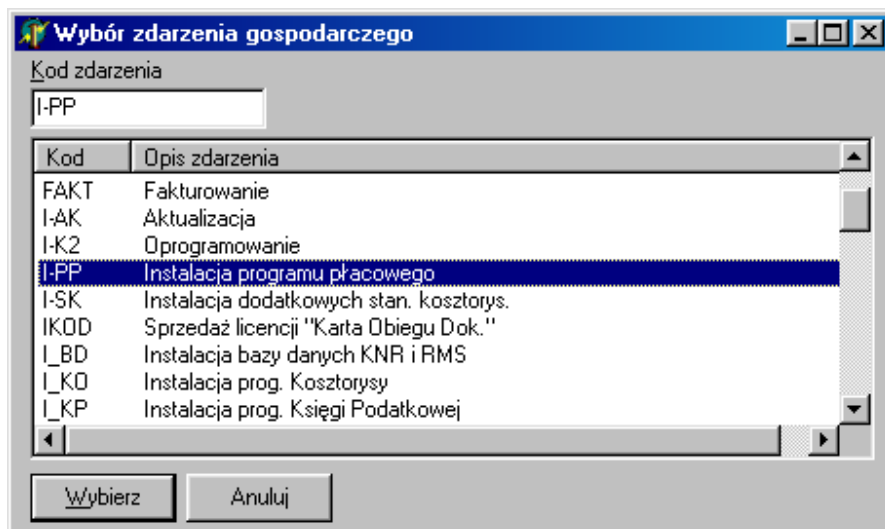 Wybór zdarzenia gospodarczego
Kod zdarzenia
I-PP
Kod Opis zdarzenia
FAKT Fakturowanie
I-AK Aktualizacja
I-K2 Oprogramowanie
I-PP Instalacja programu płacowego
I-SK Instalacja dodatkowych stan. kosztorys.
IKOD Sprzedaż licencji "Karta Obiegu Dok."
I_BD Instalacja bazy danych KNR i RMS
I_KO Instalacja prog. Kosztorysy
I_KP Instalacja prog. Księgi Podatkowej
Wybierz Anuluj